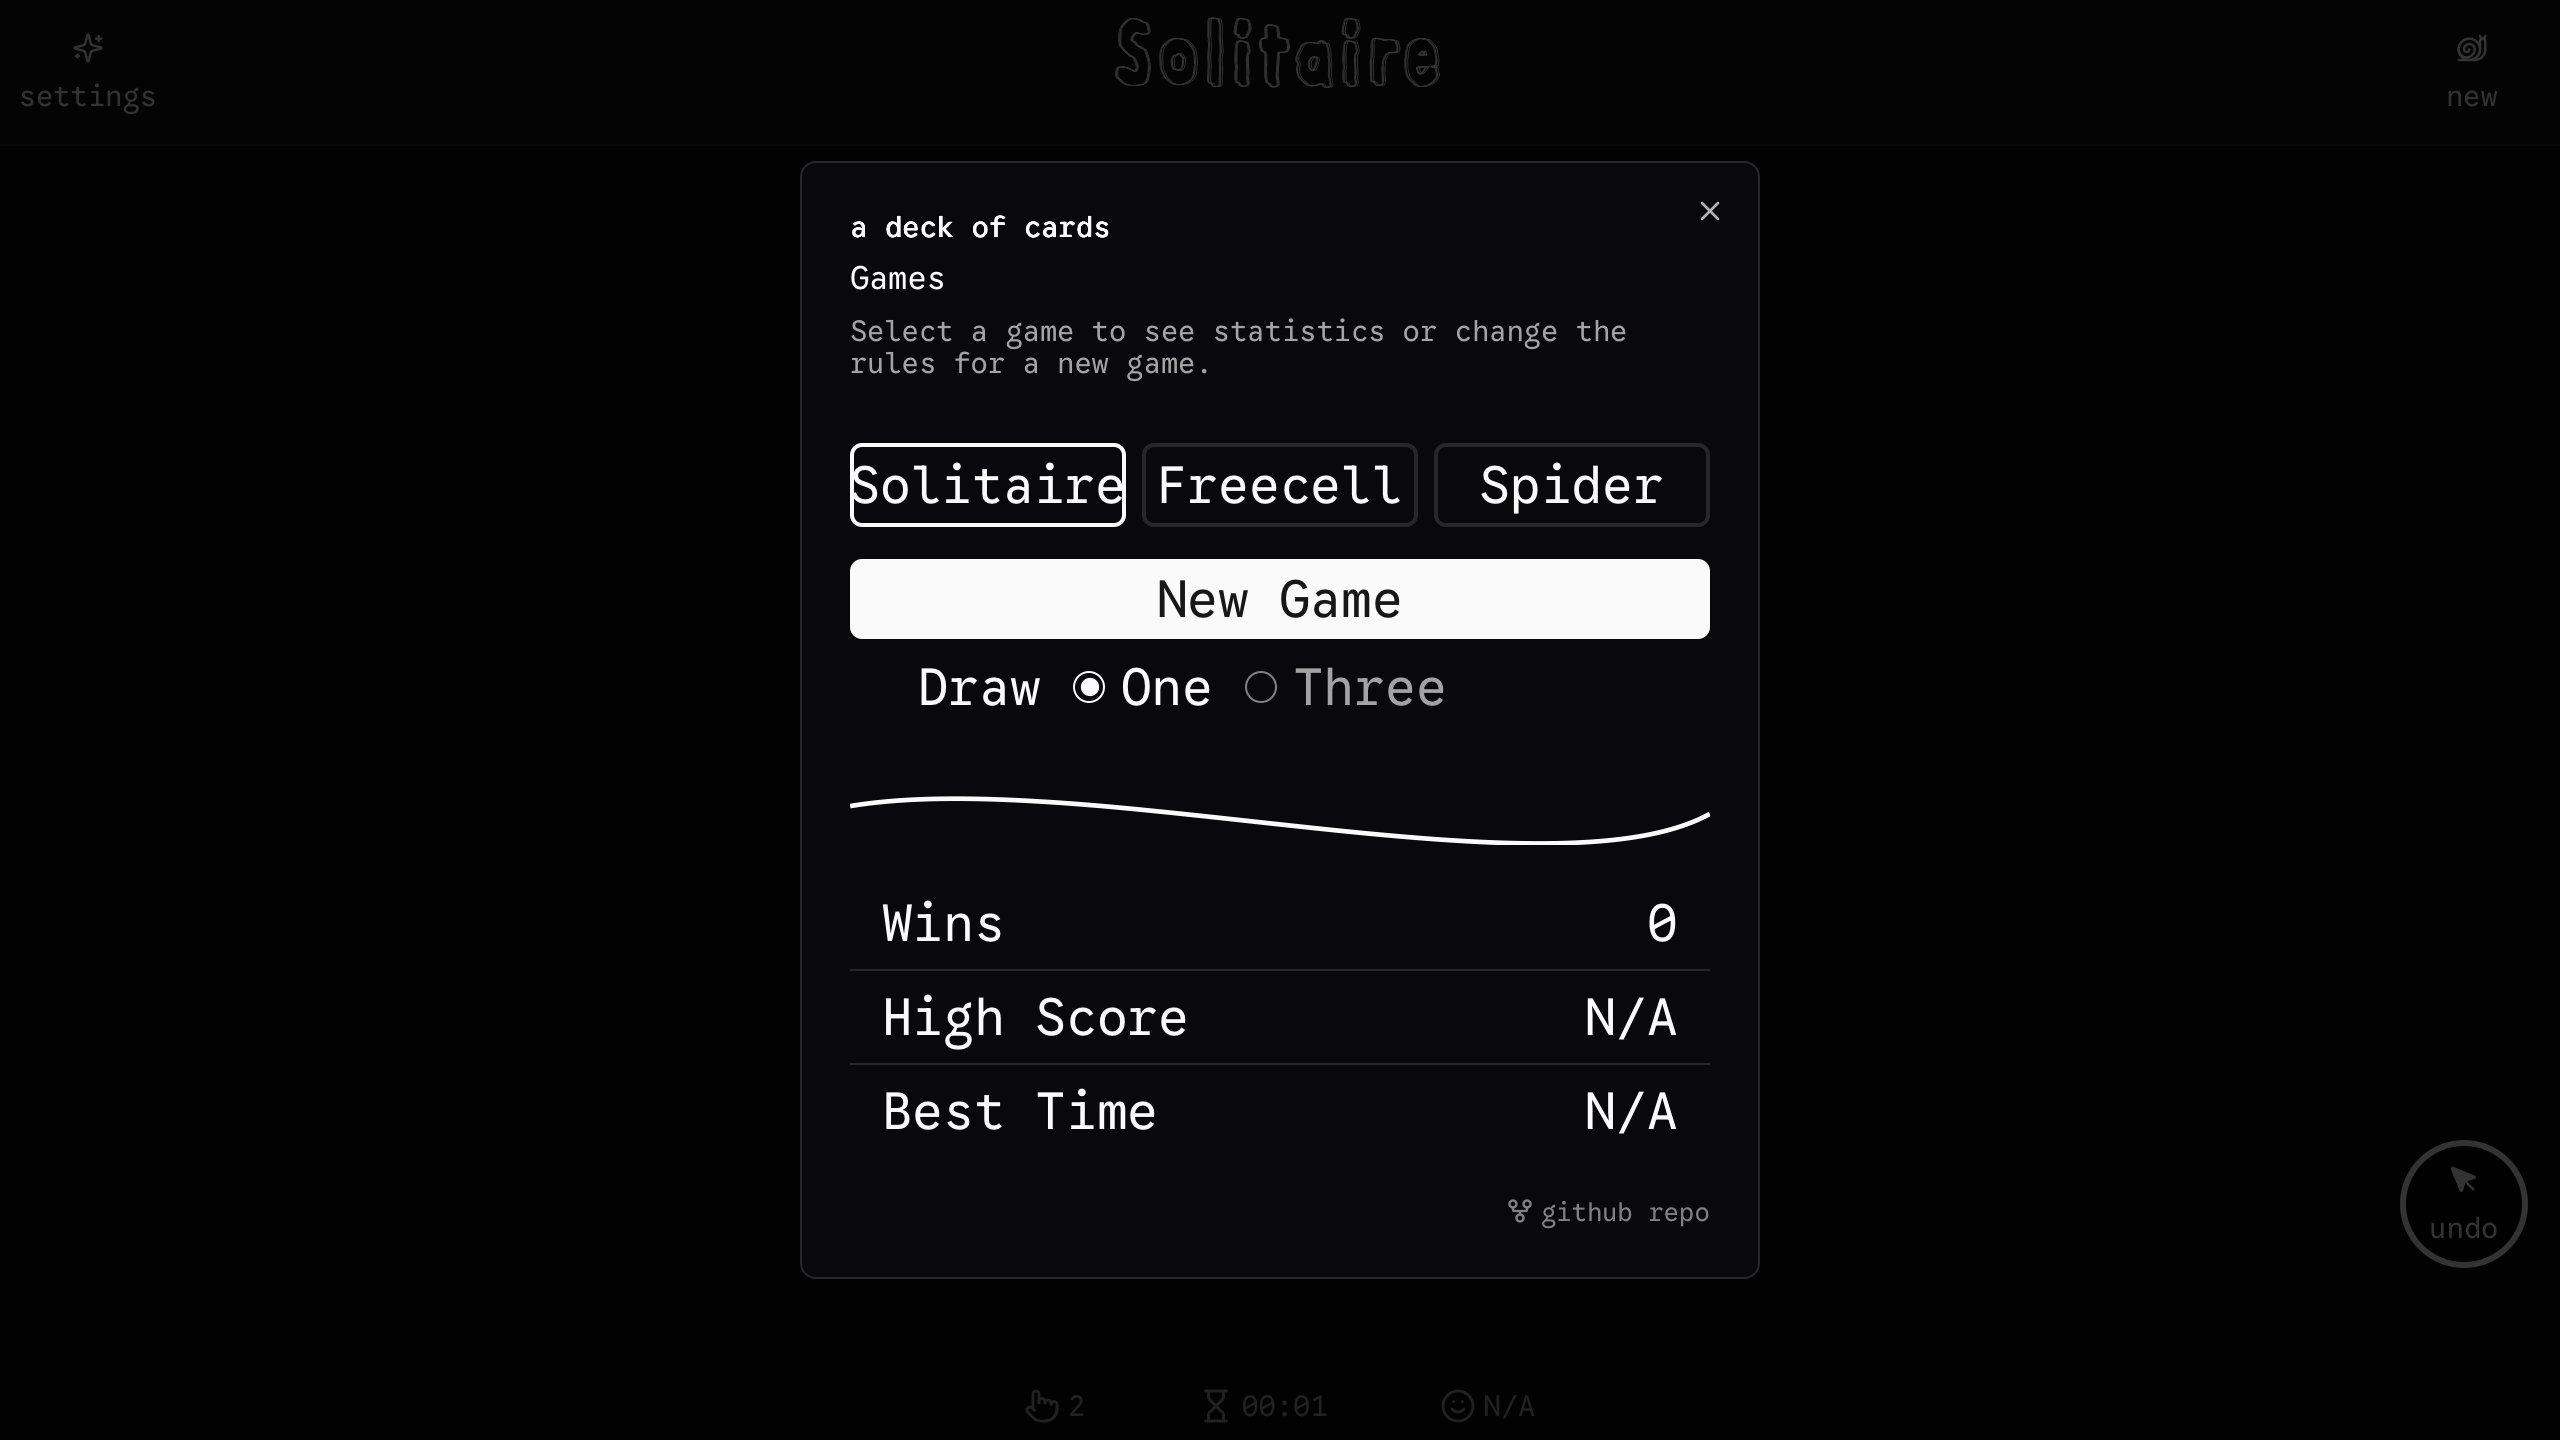 Solitaire
settings
new
a deck of cards
Games
Select a game to see statistics or change the
rules for a new game.
Solitaire Freecell Spider
New Game
Draw One Three
Wins 0
High Score N/A
Best Time N/A
github repo
undo
2 00:01 N/A